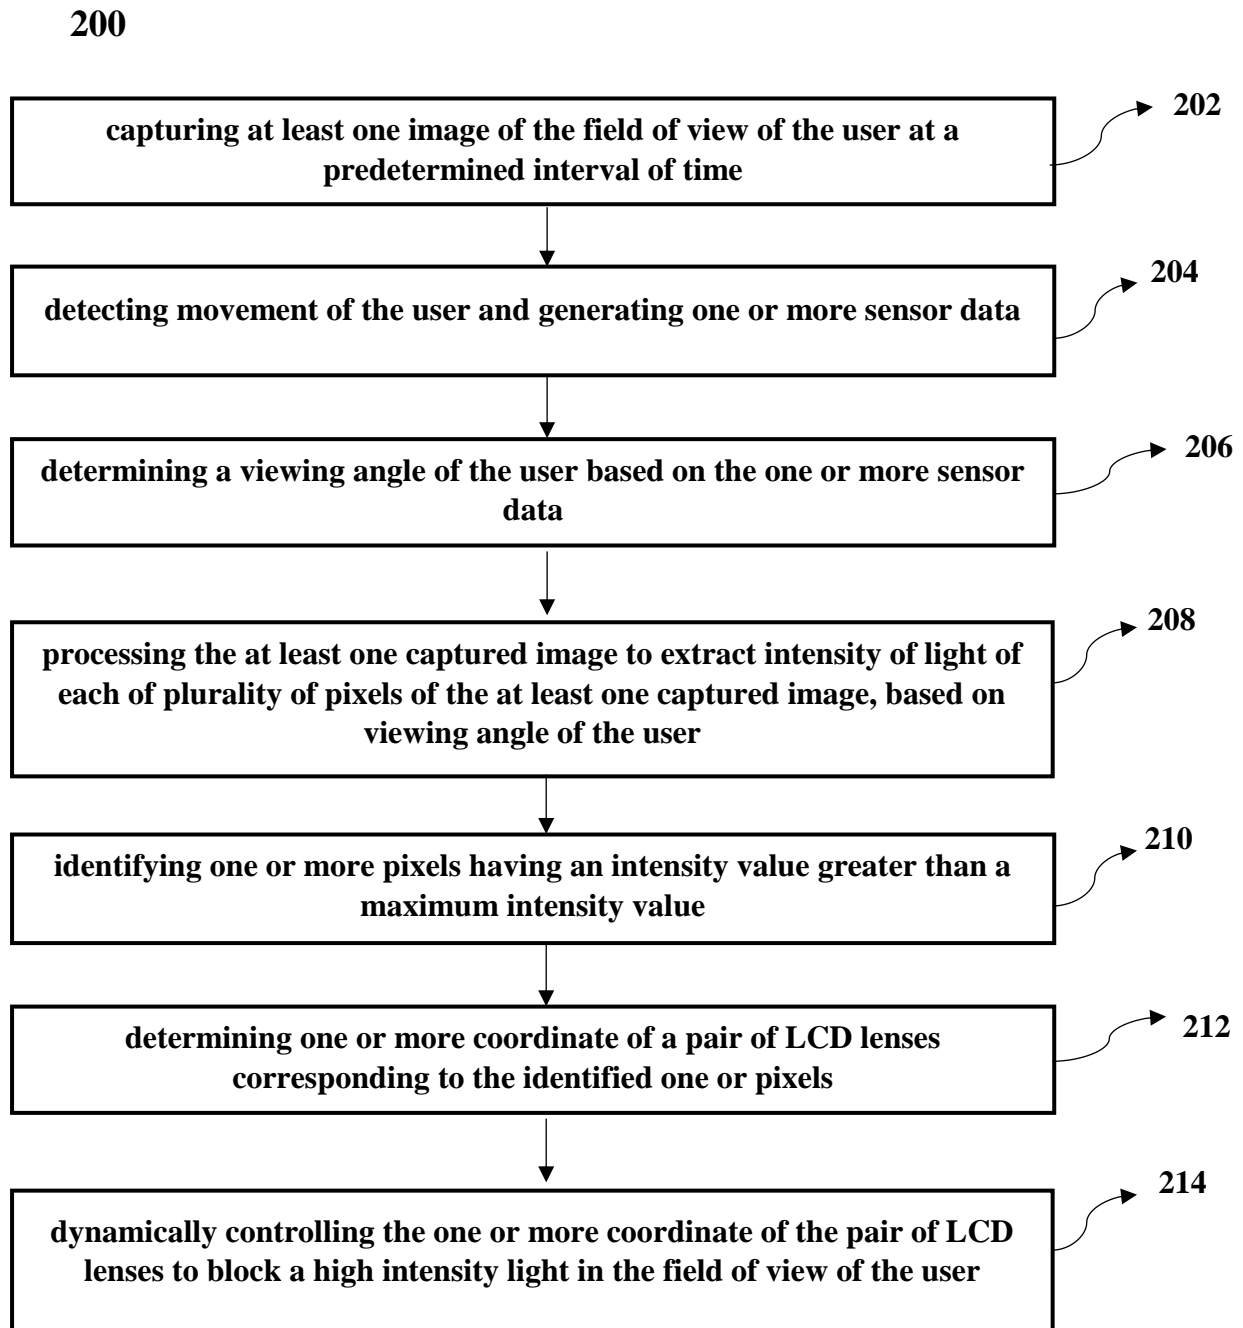 200
capturing at least one image of the field of view of the user at a
predetermined interval of time
202
detecting movement of the user and generating one or more sensor data
204
determining a viewing angle of the user based on the one or more sensor
data
206
processing the at least one captured image to extract intensity of light of
each of plurality of pixels of the at least one captured image, based on
viewing angle of the user
208
identifying one or more pixels having an intensity value greater than a
maximum intensity value
210
determining one or more coordinate of a pair of LCD lenses
corresponding to the identified one or pixels
212
dynamically controlling the one or more coordinate of the pair of LCD
lenses to block a high intensity light in the field of view of the user
214